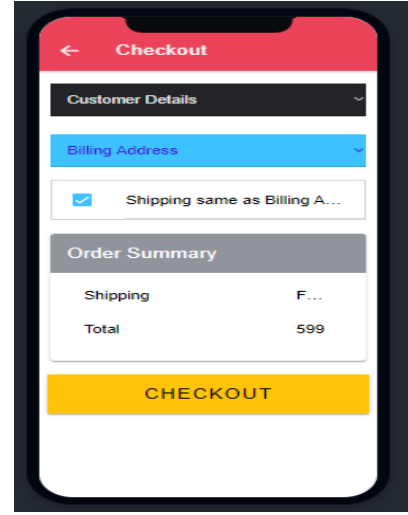 Checkout
Customer Details
Billing Address
Shipping same as Billing A...
Order Summary
Shipping F...
Total 599
CHECKOUT